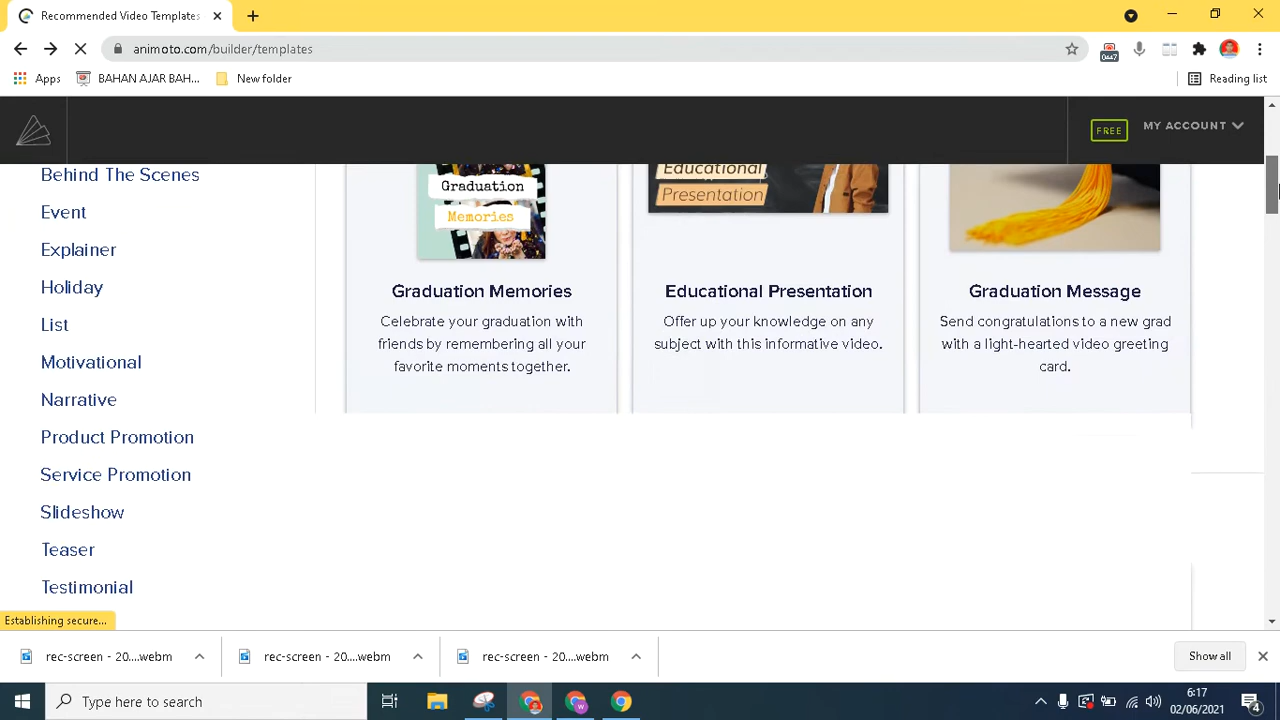 Recommended Video Templates
animoto.com/builder/templates
0447
Apps
BAHAN AJAR BAH...
New folder
Reading list
FREE
MY ACCOUNT
Behind The Scenes
Event
Explainer
Holiday
List
Motivational
Narrative
Product Promotion
Service Promotion
Slideshow
Teaser
Testimonial
Graduation
Memories
Graduation Memories
Celebrate your graduation with
friends by remembering all your
favorite moments together.
Educational
Presentation
Educational Presentation
Offer up your knowledge on any
subject with this informative video.
Graduation Message
Send congratulations to a new grad
with a light-hearted video greeting
card.
Establishing secure...
rec-screen - 20....webm
rec-screen - 20....webm
rec-screen - 20....webm
Show all
Type here to search
6:17
02/06/2021
4